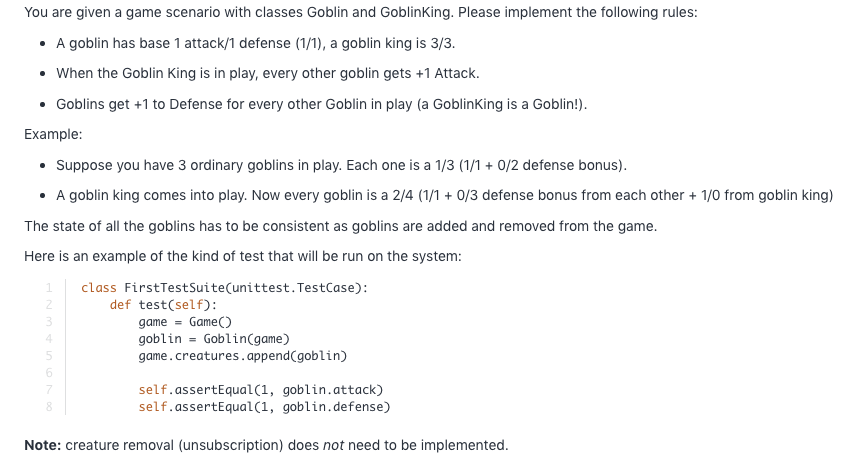 You are given a game scenario with classes Goblin and GoblinKing. Please implement the following rules:
• A goblin has base 1 attack/1 defense (1/1), a goblin king is 3/3.
• When the Goblin King is in play, every other goblin gets +1 Attack.
• Goblins get +1 to Defense for every other Goblin in play (a GoblinKing is a Goblin!).
Example:
• Suppose you have 3 ordinary goblins in play. Each one is a 1/3 (1/1 + 0/2 defense bonus).
• A goblin king comes into play. Now every goblin is a 2/4 (1/1 + 0/3 defense bonus from each other + 1/0 from goblin king)
The state of all the goblins has to be consistent as goblins are added and removed from the game.
Here is an example of the kind of test that will be run on the system:
1 class FirstTestSuite(unittest.TestCase):
2     def test(self):
3         game = Game()
4         goblin = Goblin(game)
5         game.creatures.append(goblin)
6
7         self.assertEqual(1, goblin.attack)
8         self.assertEqual(1, goblin.defense)
Note: creature removal (unsubscription) does not need to be implemented.